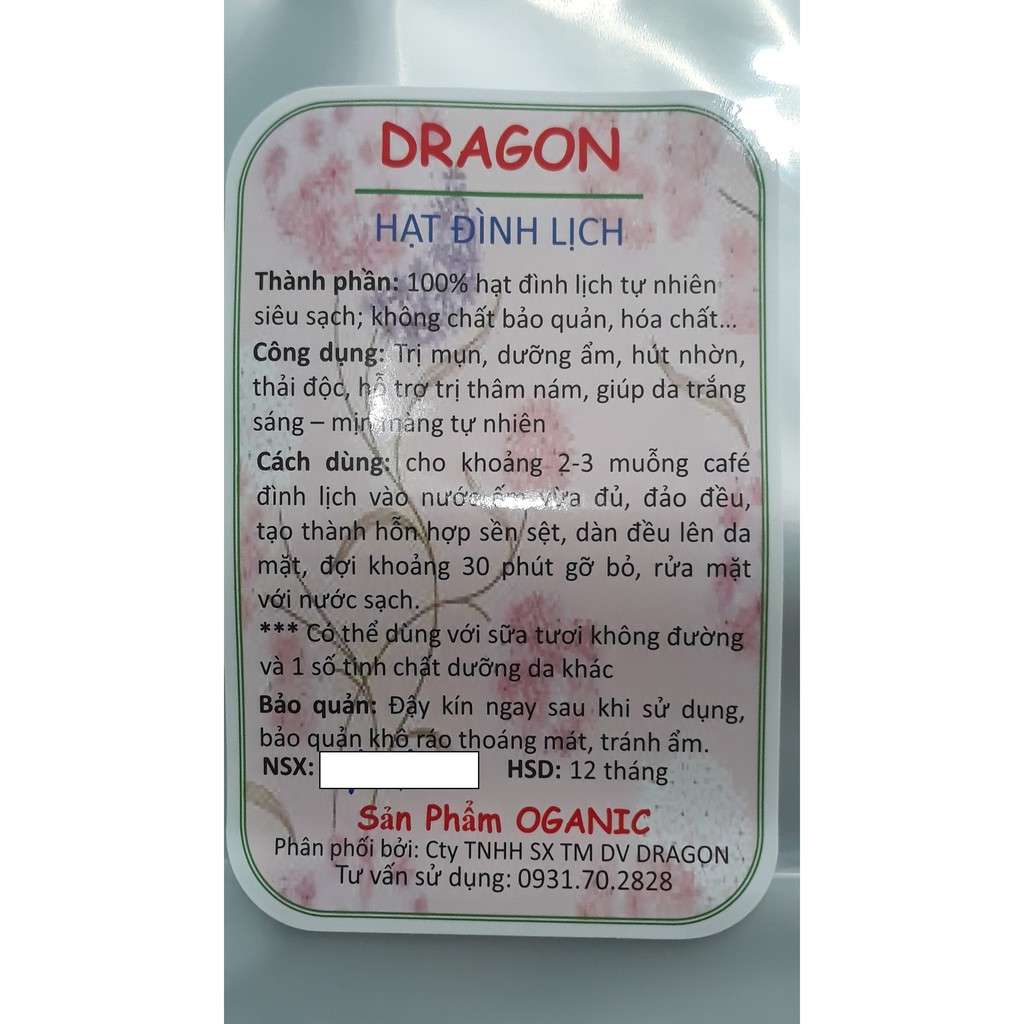 DRAGON
HẠT ĐÌNH LỊCH
Thành phần: 100% hạt đình lịch tự nhiên
siêu sạch; không chất bảo quản, hóa chất...
Công dụng: Trị mụn, dưỡng ẩm, hút nhờn,
thải độc, hỗ trợ trị thâm nám, giúp da trắng
sáng – mịn màng tự nhiên
Cách dùng: cho khoảng 2-3 muỗng café
đình lịch vào nước ấm vừa đủ, đảo đều,
tạo thành hỗn hợp sền sệt, dàn đều lên da
mặt, đợi khoảng 30 phút gỡ bỏ, rửa mặt
với nước sạch.
*** Có thể dùng với sữa tươi không đường
và 1 số tinh chất dưỡng da khác
Bảo quản: Đậy kín ngay sau khi sử dụng,
bảo quản khô ráo thoáng mát, tránh ẩm.
NSX: HSD: 12 tháng
Sản Phẩm OGANIC
Phân phối bởi: Cty TNHH SX TM DV DRAGON
Tư vấn sử dụng: 0931.70.2828